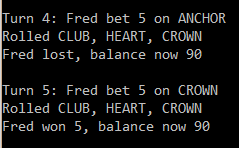 Turn 4: Fred bet 5 on ANCHOR
Rolled CLUB, HEART, CROWN
Fred lost, balance now 90
Turn 5: Fred bet 5 on CROWN
Rolled CLUB, HEART, CROWN
Fred won 5, balance now 90